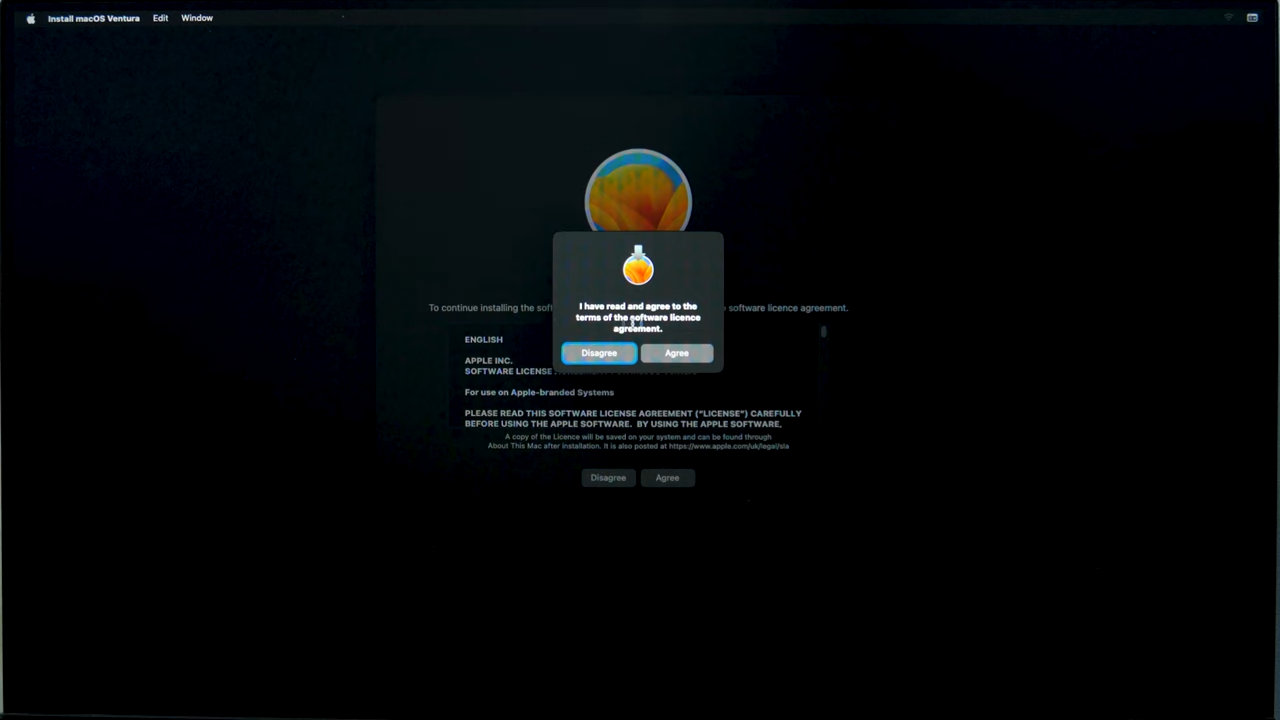 Install macOS Ventura Edit Window
I have read and agree to the
terms of the software licence
agreement.
Disagree Agree
To continue installing the sof
software licence agreement.
ENGLISH
APPLE INC.
SOFTWARE LICENSE
For use on Apple-branded Systems
PLEASE READ THIS SOFTWARE LICENSE AGREEMENT ("LICENSE") CAREFULLY
BEFORE USING THE APPLE SOFTWARE. BY USING THE APPLE SOFTWARE,
A copy of the Licence will be saved on your system and can be found through
About This Mac after installation. It is also posted at https://www.apple.com/uk/legal/sla
Disagree Agree